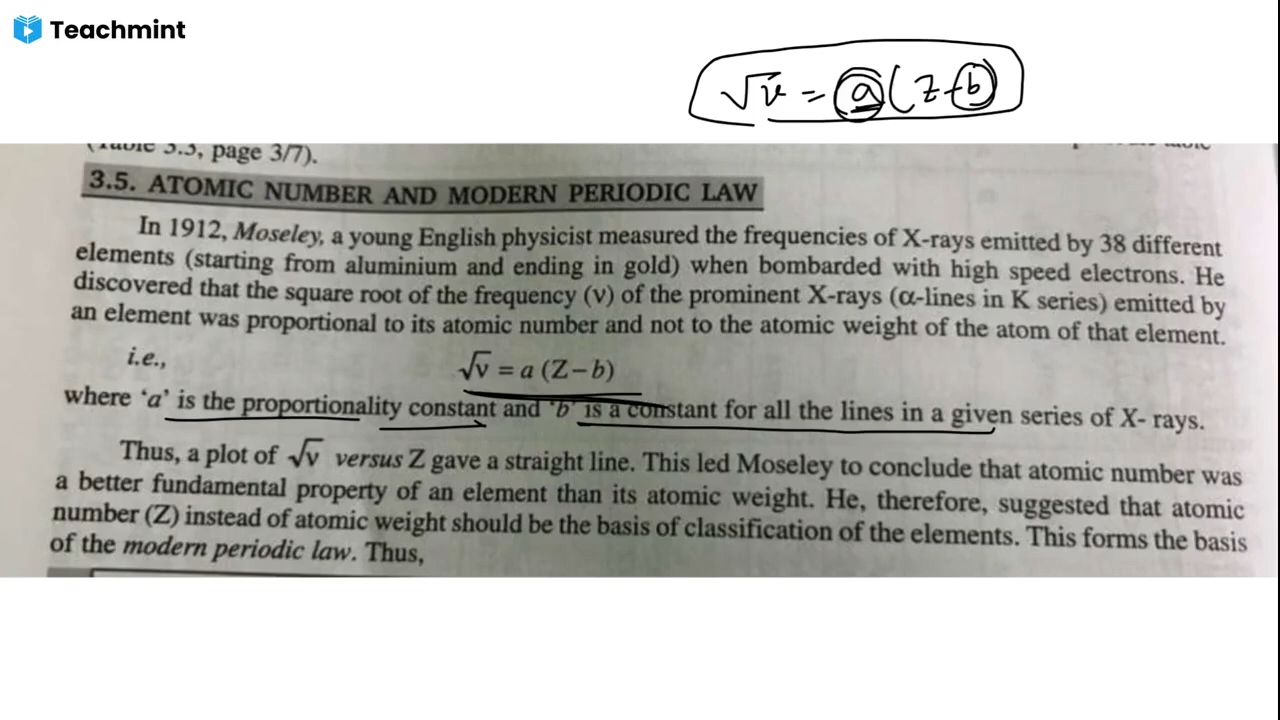 Teachmint
√ν = a (Z-b)
(Table 3.3, page 3/7).
3.5. ATOMIC NUMBER AND MODERN PERIODIC LAW
In 1912, Moseley, a young English physicist measured the frequencies of X-rays emitted by 38 different
elements (starting from aluminium and ending in gold) when bombarded with high speed electrons. He
discovered that the square root of the frequency (ν) of the prominent X-rays (α-lines in K series) emitted by
an element was proportional to its atomic number and not to the atomic weight of the atom of that element.
i.e.,
√ν = a (Z−b)
where ‘a’ is the proportionality constant and ‘b’ is a constant for all the lines in a given series of X- rays.
Thus, a plot of √ν versus Z gave a straight line. This led Moseley to conclude that atomic number was
a better fundamental property of an element than its atomic weight. He, therefore, suggested that atomic
number (Z) instead of atomic weight should be the basis of classification of the elements. This forms the basis
of the modern periodic law. Thus,